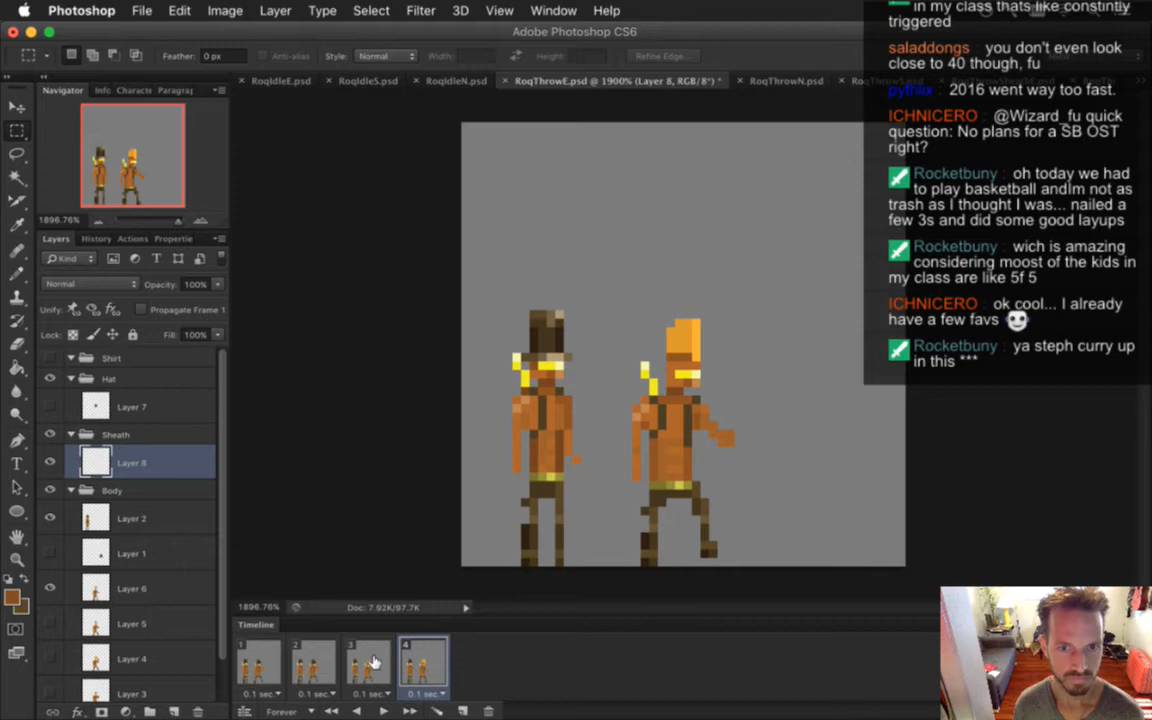 Photoshop File Edit Image Layer Type Select Filter 3D View Window Help
in my class thats like constintly
triggered
Adobe Photoshop CS6
saladdongs you don't even look
close to 40 though, fu
Feather: 0 px Anti-alias Style: Normal Width: Height: Refine Edge...
RoqIdleE.psd RoqIdleS.psd RoqIdleN.psd RoqThrowE.psd @ 1900% (Layer 8, RGB/8*) * RoqThrowN.psd
pythlix 2016 went way too fast.
Navigator Info Characte Paragraj
ICHNICERO @Wizard_fu quick
question: No plans for a SB OST
right?
Rocketbuny oh today we had
to play basketball andIm not as
trash as I thought I was... nailed a
few 3s and did some good layups
1896.76%
Layers History Actions Propertie
Rocketbuny wich is amazing
considering moost of the kids in
my class are like 5f 5
Kind
Normal Opacity: 100%
ICHNICERO ok cool... I already
have a few favs
Unify: Propagate Frame 1
Lock: Fill: 100%
Rocketbuny ya steph curry up
in this ***
Shirt
Hat
Layer 7
Sheath
Layer 8
Body
Layer 2
Layer 1
Layer 6
Layer 5
Layer 4
Layer 3
1896.76% Doc: 7.92K/97.7K
Timeline
1 2 3 4
0.1 sec. 0.1 sec. 0.1 sec. 0.1 sec.
Forever